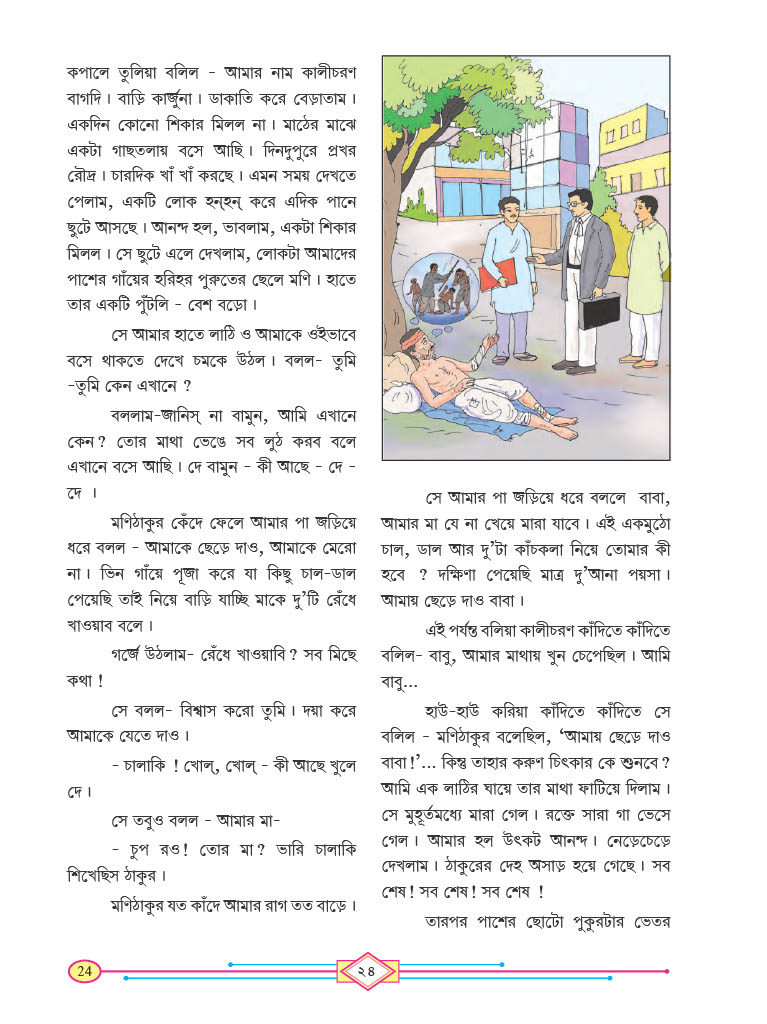 কপালে তুলিয়া বলিল - আমার নাম কালীচরণ
বাগদি। বাড়ি কার্জুনা। ডাকাতি করে বেড়াতাম।
একদিন কোনো শিকার মিলল না। মাঠের মাঝে
একটা গাছতলায় বসে আছি। দিনদুপুরে প্রখর
রৌদ্র। চারদিক খাঁ খাঁ করছে। এমন সময় দেখতে
পেলাম, একটি লোক হন্‌হন্‌ করে এদিক পানে
ছুটে আসছে। আনন্দ হল, ভাবলাম, একটা শিকার
মিলল। সে ছুটে এলে দেখলাম, লোকটা আমাদের
পাশের গাঁয়ের হরিহর পুরুতের ছেলে মণি। হাতে
তার একটি পুঁটলি - বেশ বড়ো।
সে আমার হাতে লাঠি ও আমাকে ওইভাবে
বসে থাকতে দেখে চমকে উঠল। বলল- তুমি
-তুমি কেন এখানে ?
বললাম-জানিস্ না বামুন, আমি এখানে
কেন? তোর মাথা ভেঙে সব লুঠ করব বলে
এখানে বসে আছি। দে বামুন - কী আছে - দে -
দে ।
মণিঠাকুর কেঁদে ফেলে আমার পা জড়িয়ে
ধরে বলল - আমাকে ছেড়ে দাও, আমাকে মেরো
না। ভিন গাঁয়ে পূজা করে যা কিছু চাল-ডাল
পেয়েছি তাই নিয়ে বাড়ি যাচ্ছি মাকে দু’টি রেঁধে
খাওয়াব বলে।
গর্জে উঠলাম- রেঁধে খাওয়াবি? সব মিছে
কথা !
সে বলল- বিশ্বাস করো তুমি। দয়া করে
আমাকে যেতে দাও।
- চালাকি ! খোল্, খোল্ - কী আছে খুলে
দে।
সে তবুও বলল - আমার মা-
- চুপ রও! তোর মা? ভারি চালাকি
শিখেছিস ঠাকুর।
মণিঠাকুর যত কাঁদে আমার রাগ তত বাড়ে।
সে আমার পা জড়িয়ে ধরে বললে বাবা,
আমার মা যে না খেয়ে মারা যাবে। এই একমুঠো
চাল, ডাল আর দু’টা কাঁচকলা নিয়ে তোমার কী
হবে ? দক্ষিণা পেয়েছি মাত্র দু’আনা পয়সা।
আমায় ছেড়ে দাও বাবা।
এই পর্যন্ত বলিয়া কালীচরণ কাঁদিতে কাঁদিতে
বলিল- বাবু, আমার মাথায় খুন চেপেছিল। আমি
বাবু...
হাউ-হাউ করিয়া কাঁদিতে কাঁদিতে সে
বলিল - মণিঠাকুর বলেছিল, ‘আমায় ছেড়ে দাও
বাবা!’... কিন্তু তাহার করুণ চিৎকার কে শুনবে?
আমি এক লাঠির ঘায়ে তার মাথা ফাটিয়ে দিলাম।
সে মুহূর্তমধ্যে মারা গেল। রক্তে সারা গা ভেসে
গেল। আমার হল উৎকট আনন্দ। নেড়েচেড়ে
দেখলাম। ঠাকুরের দেহ অসাড় হয়ে গেছে। সব
শেষ! সব শেষ! সব শেষ !
তারপর পাশের ছোটো পুকুরটার ভেতর
24
২৪